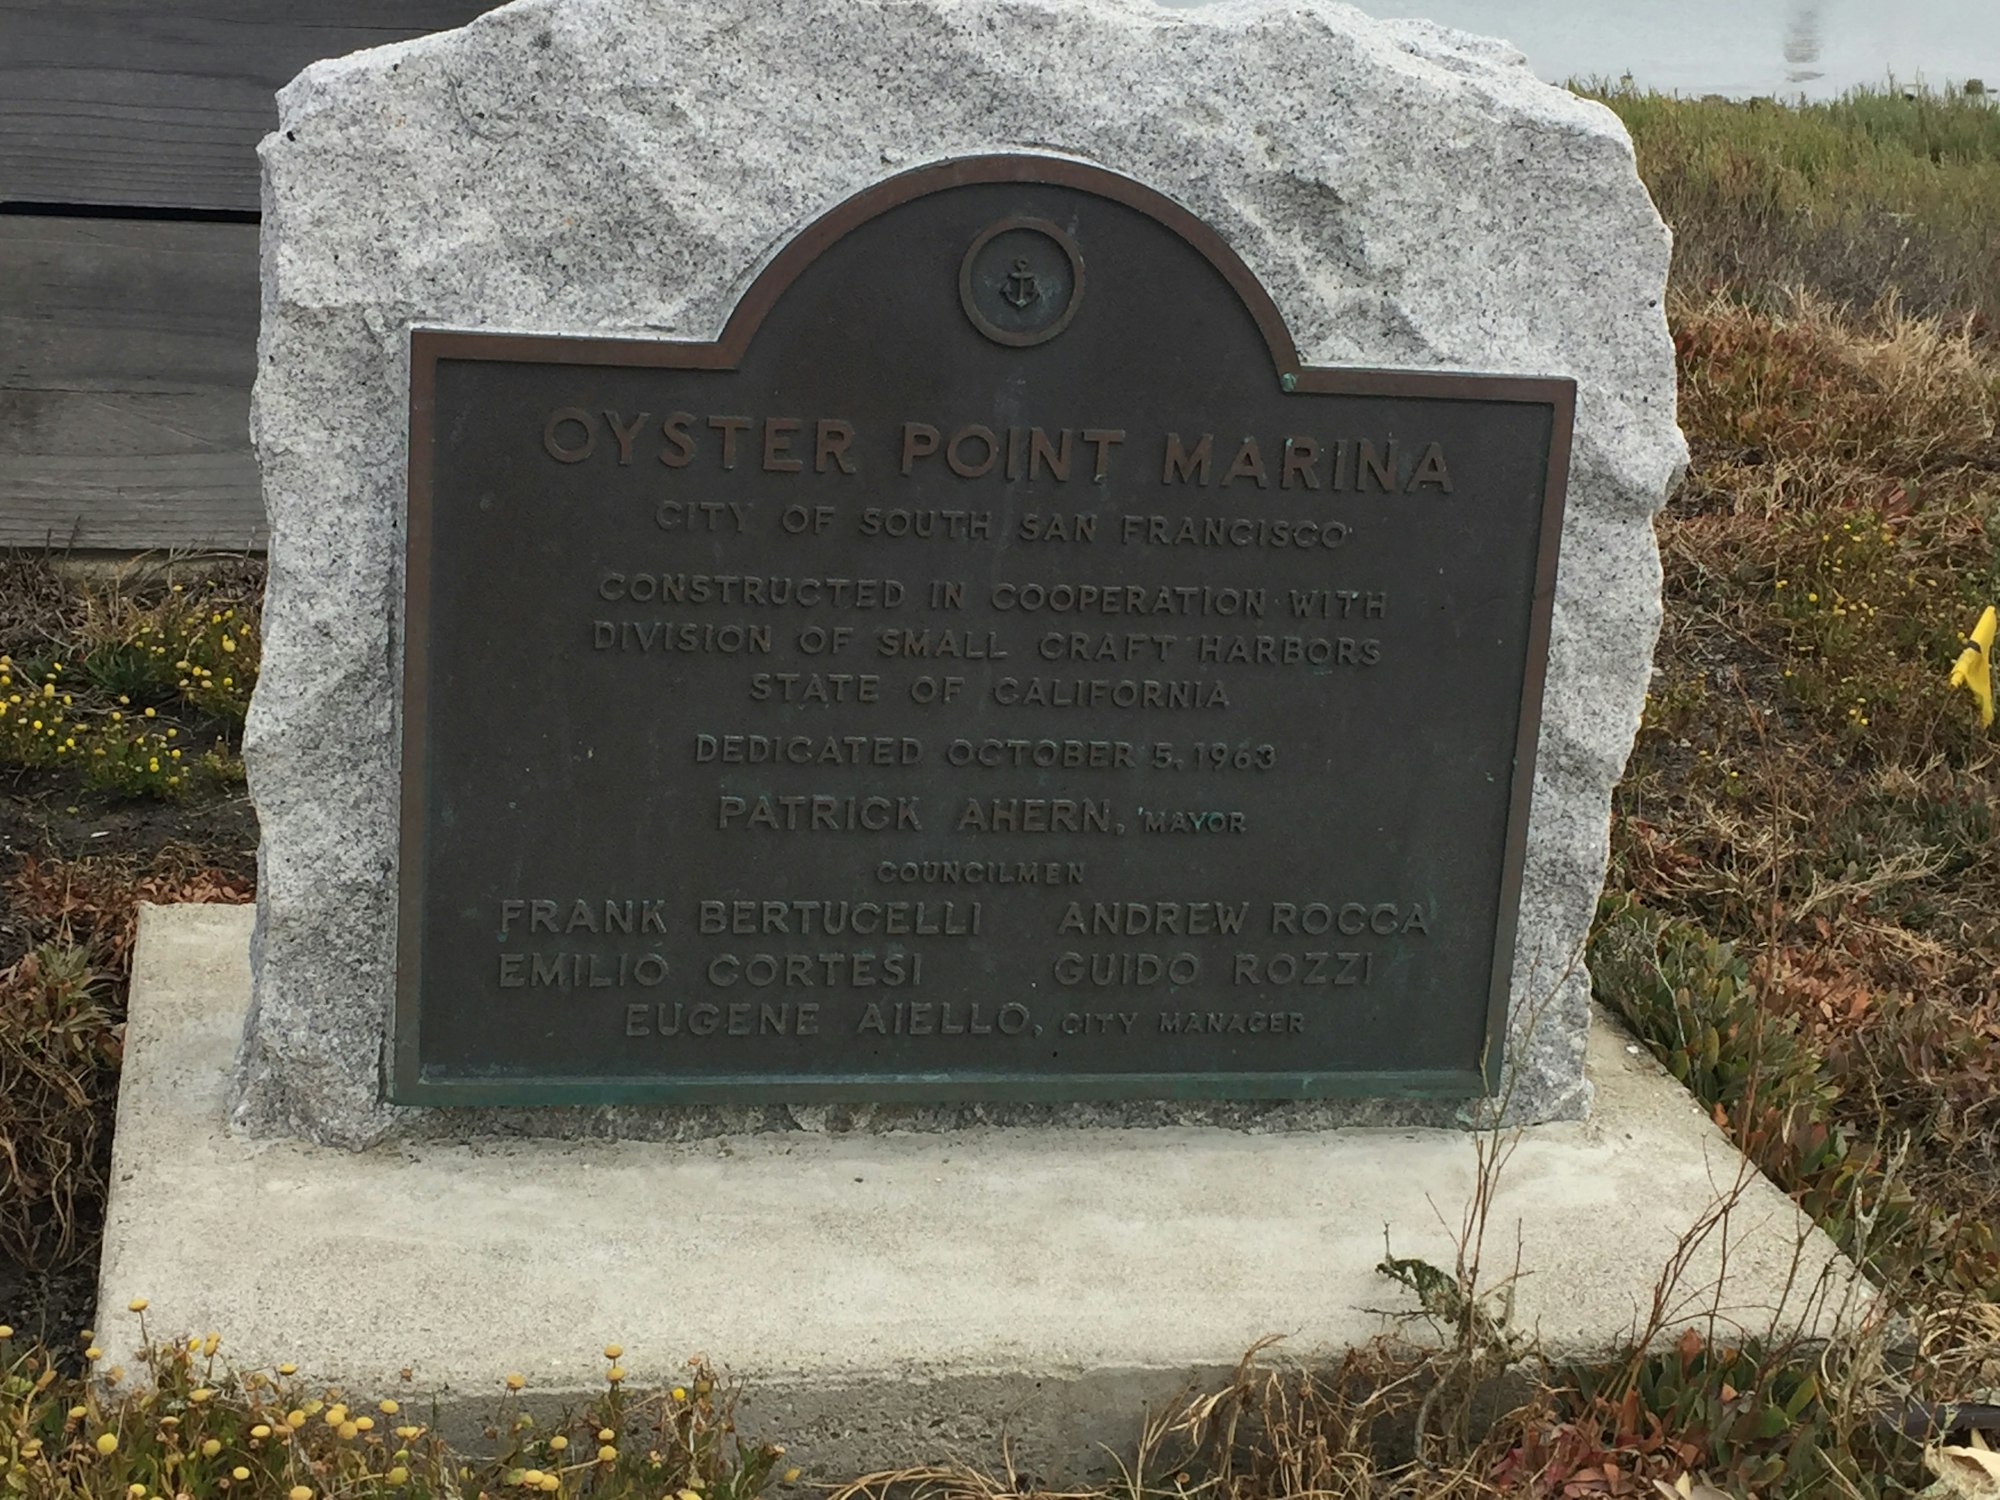 OYSTER POINT MARINA
CITY OF SOUTH SAN FRANCISCO
CONSTRUCTED IN COOPERATION WITH
DIVISION OF SMALL CRAFT HARBORS
STATE OF CALIFORNIA
DEDICATED OCTOBER 5, 1963
PATRICK AHERN, MAYOR
COUNCILMEN
FRANK BERTUCELLI ANDREW ROCCA
EMILIO CORTESI GUIDO ROZZI
EUGENE AIELLO, CITY MANAGER